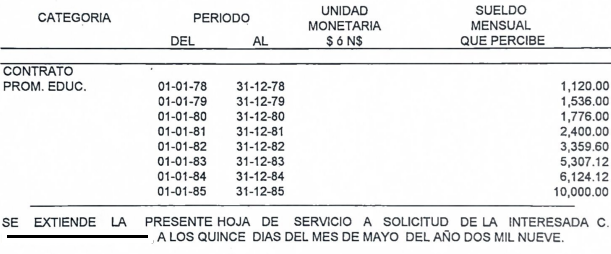 CATEGORIA PERIODO UNIDAD MONETARIA $ ó N$ SUELDO MENSUAL QUE PERCIBE
DEL AL
CONTRATO
PROM. EDUC. 01-01-78 31-12-78 1,120.00
01-01-79 31-12-79 1,536.00
01-01-80 31-12-80 1,776.00
01-01-81 31-12-81 2,400.00
01-01-82 31-12-82 3,359.60
01-01-83 31-12-83 5,307.12
01-01-84 31-12-84 6,124.12
01-01-85 31-12-85 10,000.00
SE EXTIENDE LA PRESENTE HOJA DE SERVICIO A SOLICITUD DE LA INTERESADA C.
, A LOS QUINCE DIAS DEL MES DE MAYO DEL AÑO DOS MIL NUEVE.